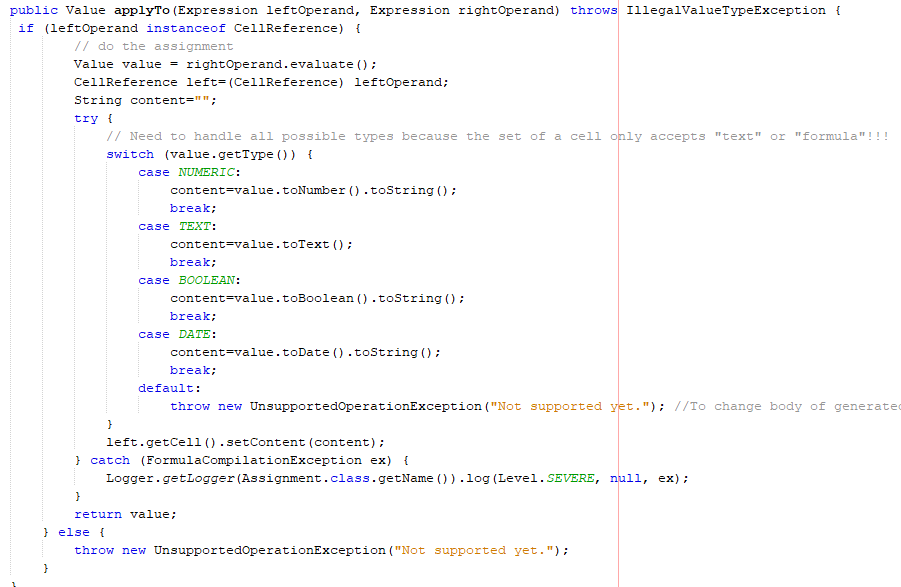 public Value applyTo(Expression leftOperand, Expression rightOperand) throws IllegalValueTypeException {
if (leftOperand instanceof CellReference) {
// do the assignment
Value value = rightOperand.evaluate();
CellReference left=(CellReference) leftOperand;
String content="";
try {
// Need to handle all possible types because the set of a cell only accepts "text" or "formula"!!!
switch (value.getType()) {
case NUMERIC:
content=value.toNumber().toString();
break;
case TEXT:
content=value.toText();
break;
case BOOLEAN:
content=value.toBoolean().toString();
break;
case DATE:
content=value.toDate().toString();
break;
default:
throw new UnsupportedOperationException("Not supported yet."); //To change body of generated
}
left.getCell().setContent(content);
} catch (FormulaCompilationException ex) {
Logger.getLogger(Assignment.class.getName()).log(Level.SEVERE, null, ex);
}
return value;
} else {
throw new UnsupportedOperationException("Not supported yet.");
}
}